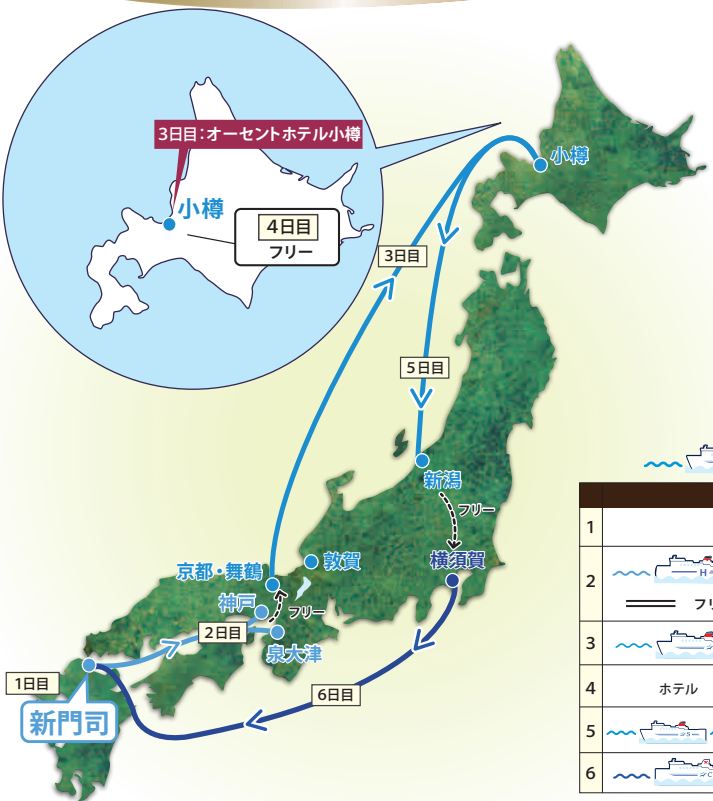 3日目:オーセントホテル小樽
小樽
4日目
フリー
小樽
3日目
5日目
新潟
フリー
敦賀
横須賀
京都・舞鶴
神戸
フリー
2日目
泉大津
1日目
新門司
6日目
1
2
フリ
3
4 ホテル
5
6